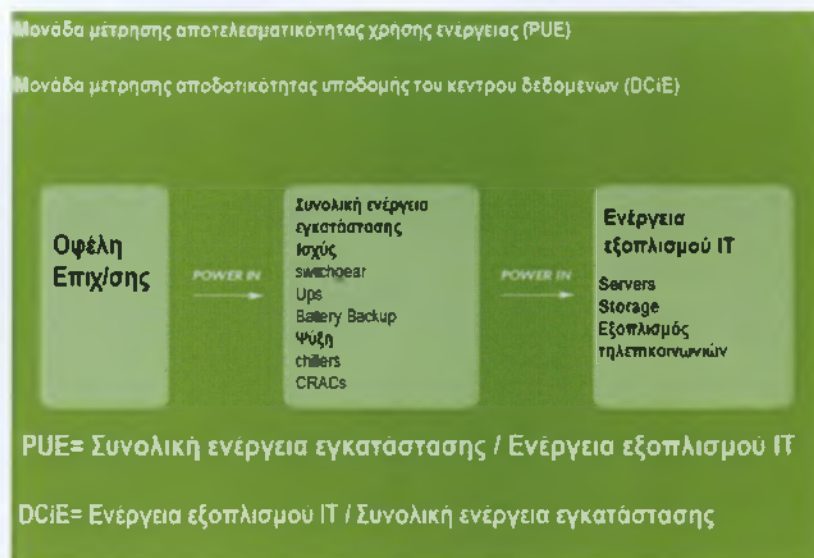 Μονάδα μέτρησης αποτελεσματικότητας χρήσης ενέργειας (PUE)
Μονάδα μέτρησης αποδοτικότητας υποδομής του κέντρου δεδομένων (DCiE)
Οφέλη
Επιχ/σης
POWER IN
Συνολική ενέργεια
εγκατάστασης
Ισχύς
switchgear
Ups
Battery Backup
Ψύξη
chillers
CRACs
POWER IN
Ενέργεια
εξοπλισμού IT
Servers
Storage
Εξοπλισμός
τηλεπικοινωνιών
PUE= Συνολική ενέργεια εγκατάστασης / Ενέργεια εξοπλισμού IT
DCiE= Ενέργεια εξοπλισμού IT / Συνολική ενέργεια εγκατάστασης